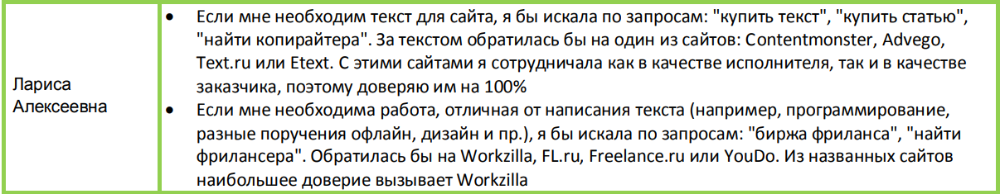 Лариса
Алексеевна
• Если мне необходим текст для сайта, я бы искала по запросам: "купить текст", "купить статью",
"найти копирайтера". За текстом обратилась бы на один из сайтов: Contentmonster, Advego,
Text.ru или Etext. С этими сайтами я сотрудничала как в качестве исполнителя, так и в качестве
заказчика, поэтому доверяю им на 100%
• Если мне необходима работа, отличная от написания текста (например, программирование,
разные поручения офлайн, дизайн и пр.), я бы искала по запросам: "биржа фриланса", "найти
фрилансера". Обратилась бы на Workzilla, FL.ru, Freelance.ru или YouDo. Из названных сайтов
наибольшее доверие вызывает Workzilla